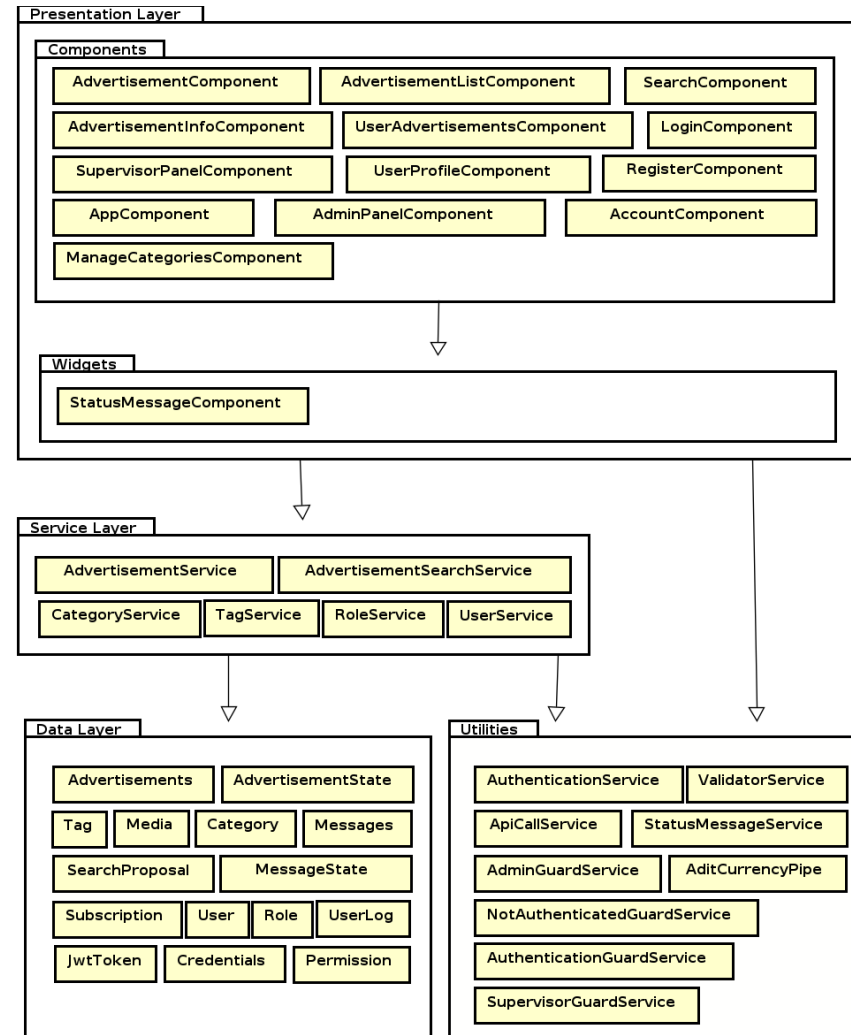 Presentation Layer
Components
AdvertisementComponent AdvertisementListComponent SearchComponent
AdvertisementInfoComponent UserAdvertisementsComponent LoginComponent
SupervisorPanelComponent UserProfileComponent RegisterComponent
AppComponent AdminPanelComponent AccountComponent
ManageCategoriesComponent
Widgets
StatusMessageComponent
Service Layer
AdvertisementService AdvertisementSearchService
CategoryService TagService RoleService UserService
Data Layer
Advertisements AdvertisementState
Tag Media Category Messages
SearchProposal MessageState
Subscription User Role UserLog
JwtToken Credentials Permission
Utilities
AuthenticationService ValidatorService
ApiCallService StatusMessageService
AdminGuardService AditCurrencyPipe
NotAuthenticatedGuardService
AuthenticationGuardService
SupervisorGuardService